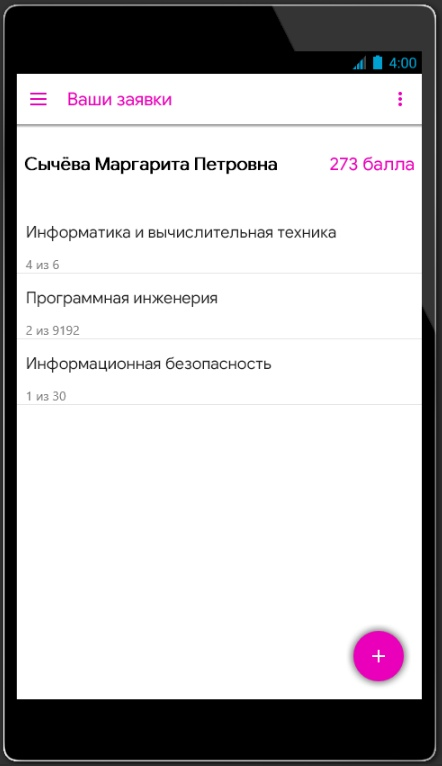 4:00
Ваши заявки
Сычёва Маргарита Петровна 273 балла
Информатика и вычислительная техника
4 из 6
Программная инженерия
2 из 9192
Информационная безопасность
1 из 30
+